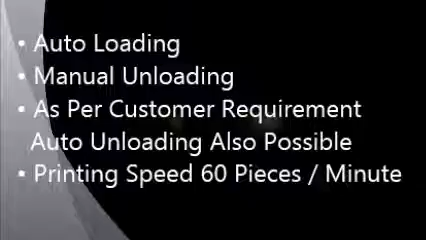 • Auto Loading
• Manual Unloading
• As Per Customer Requirement
Auto Unloading Also Possible
• Printing Speed 60 Pieces / Minute